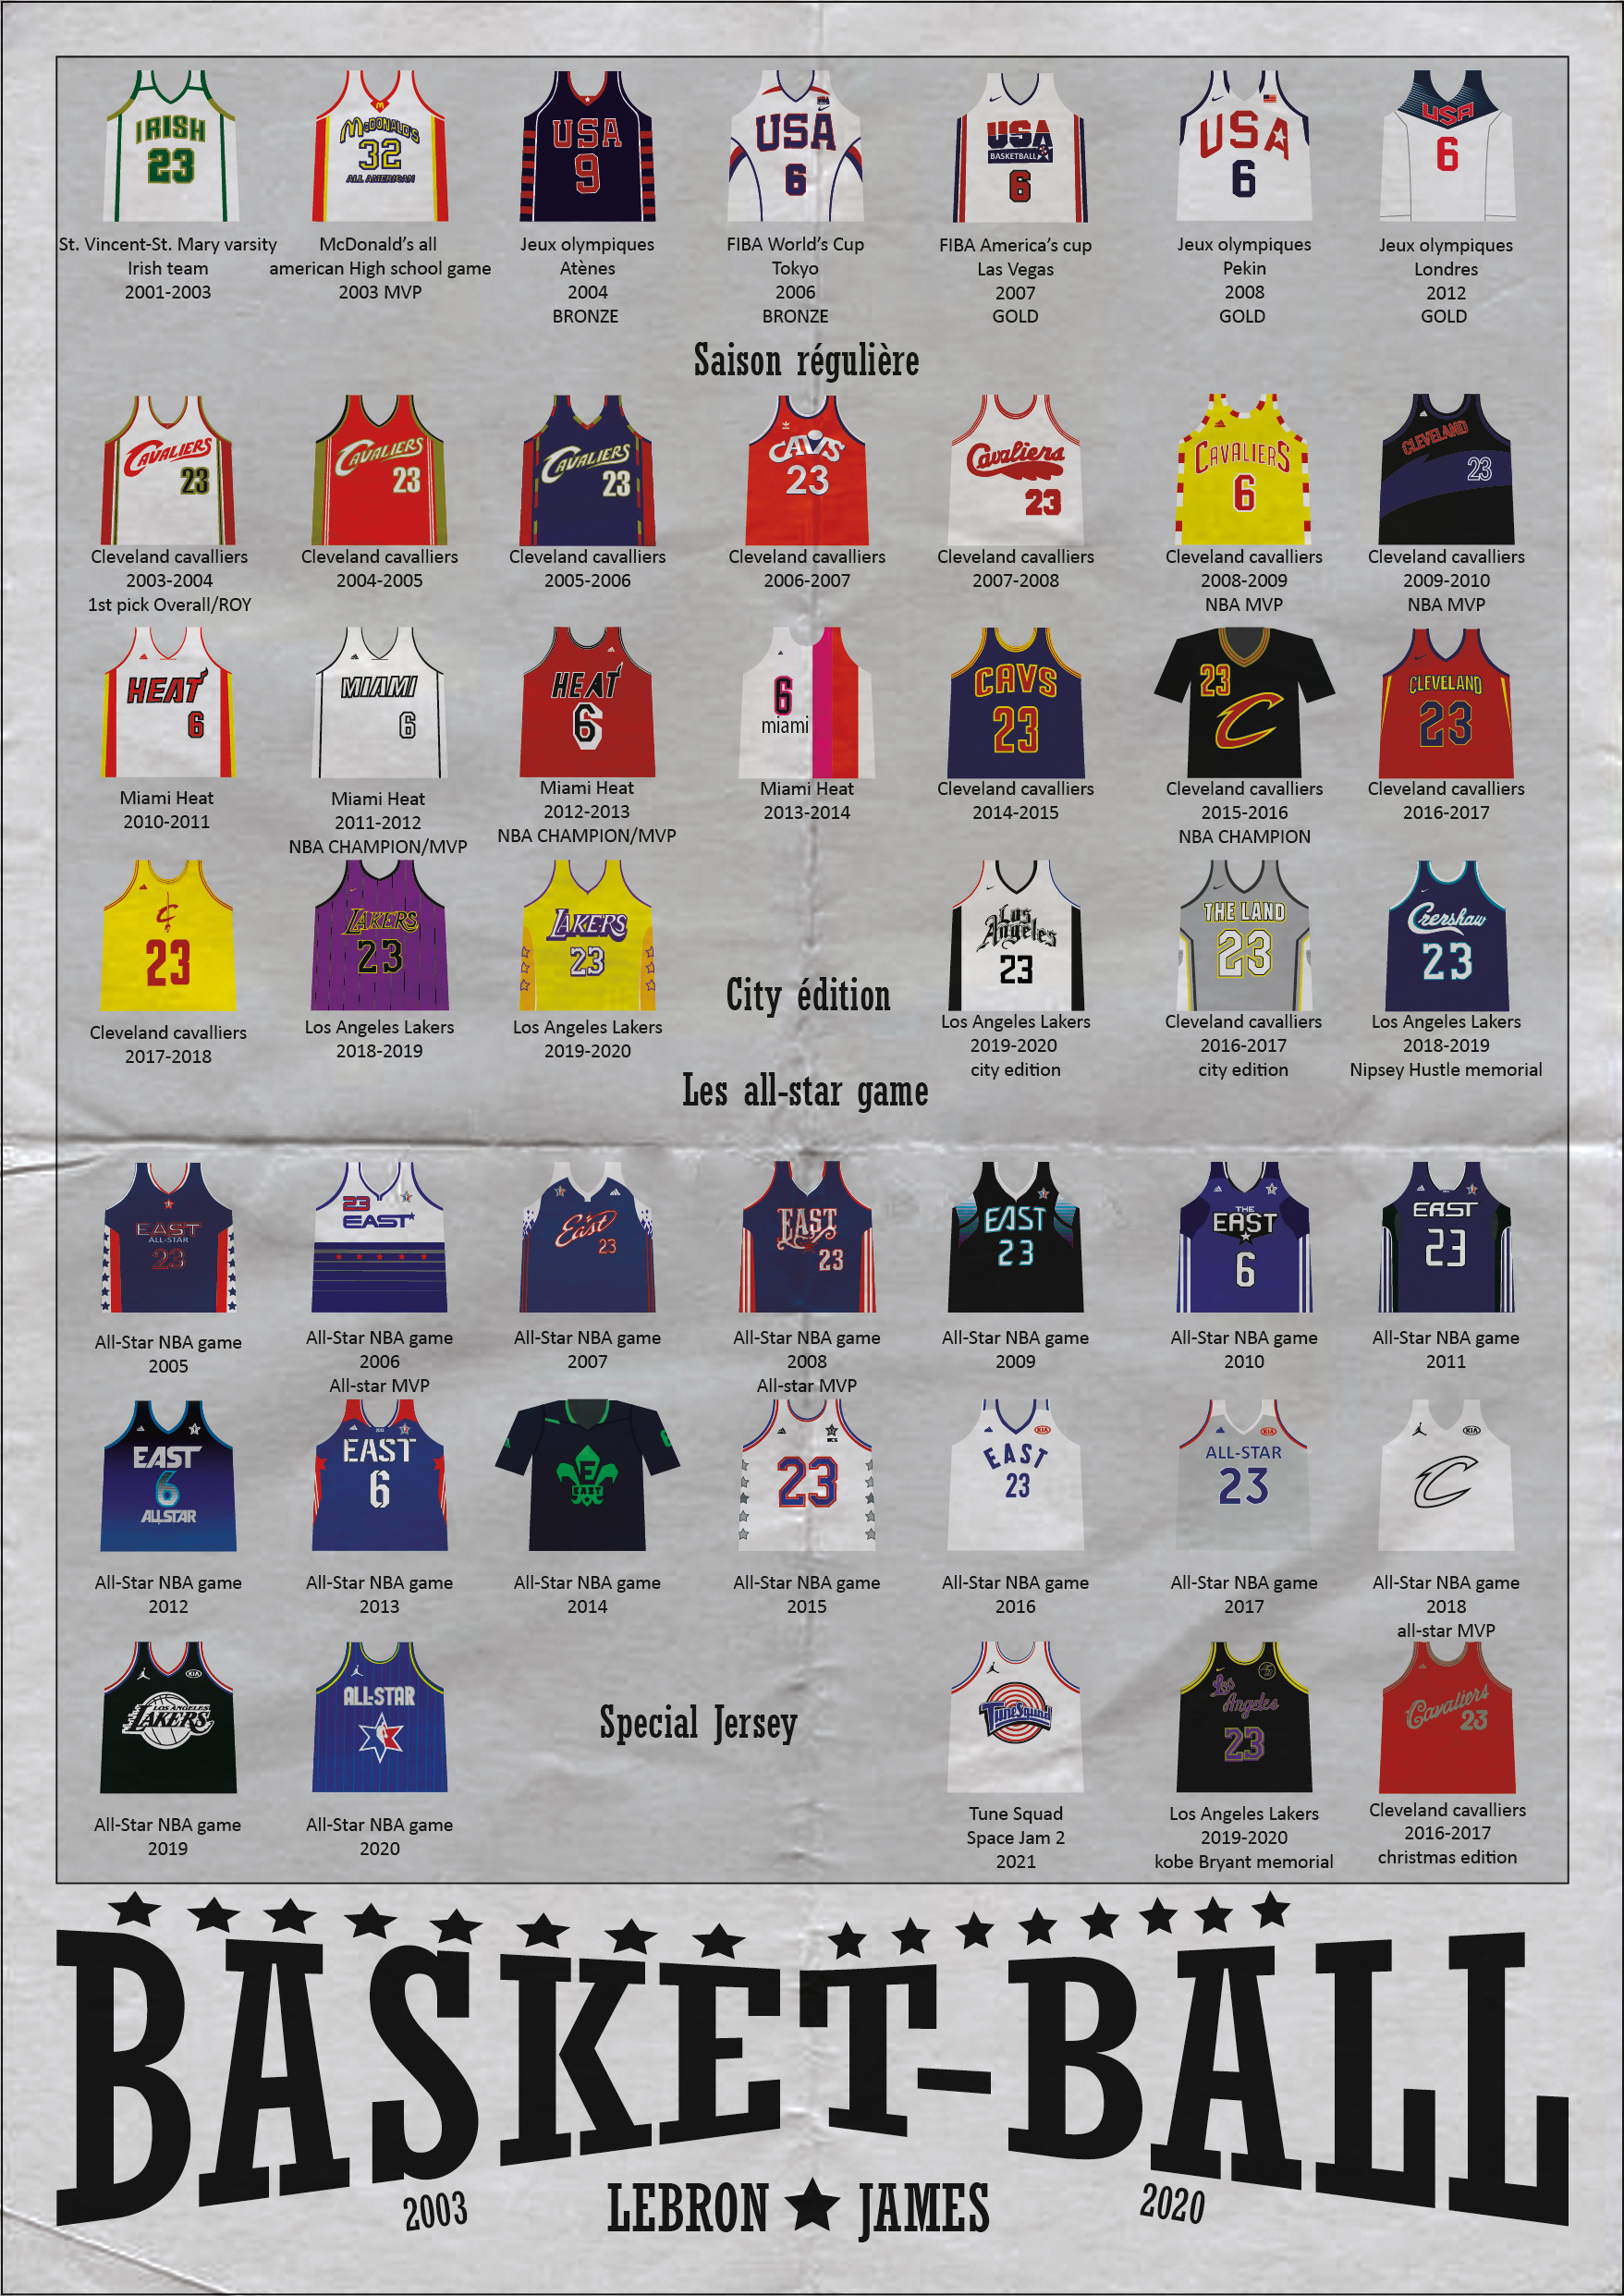 IRISH
23
McDONALD'S
32
ALL AMERICAN
USA
9
USA
6
USA
BASKETBALL
6
USA
6
USA
6
St. Vincent-St. Mary varsity
Irish team
2001-2003
McDonald's all
american High school game
2003 MVP
Jeux olympiques
Atènes
2004
BRONZE
FIBA World's Cup
Tokyo
2006
BRONZE
FIBA America's cup
Las Vegas
2007
GOLD
Jeux olympiques
Pekin
2008
GOLD
Jeux olympiques
Londres
2012
GOLD
Saison régulière
CAVALIERS
23
CAVALIERS
23
CAVALIERS
23
CAVS
23
Cavaliers
23
CAVALIERS
6
CLEVELAND
23
Cleveland cavalliers
2003-2004
1st pick Overall/ROY
Cleveland cavalliers
2004-2005
Cleveland cavalliers
2005-2006
Cleveland cavalliers
2006-2007
Cleveland cavalliers
2007-2008
Cleveland cavalliers
2008-2009
NBA MVP
Cleveland cavalliers
2009-2010
NBA MVP
HEAT
6
MIAMI
6
HEAT
6
6
miami
CAVS
23
23
C
CLEVELAND
23
Miami Heat
2010-2011
Miami Heat
2011-2012
NBA CHAMPION/MVP
Miami Heat
2012-2013
NBA CHAMPION/MVP
Miami Heat
2013-2014
Cleveland cavalliers
2014-2015
Cleveland cavalliers
2015-2016
NBA CHAMPION
Cleveland cavalliers
2016-2017
C
23
LAKERS
23
LAKERS
23
City édition
Los
Angeles
23
THE LAND
23
Crenshaw
23
Cleveland cavalliers
2017-2018
Los Angeles Lakers
2018-2019
Los Angeles Lakers
2019-2020
Los Angeles Lakers
2019-2020
city edition
Cleveland cavalliers
2016-2017
city edition
Los Angeles Lakers
2018-2019
Nipsey Hustle memorial
Les all-star game
EAST
ALL-STAR
23
23
EAST
East
23
EAST
23
EAST
23
THE
EAST
6
EAST
23
All-Star NBA game
2005
All-Star NBA game
2006
All-star MVP
All-Star NBA game
2007
All-Star NBA game
2008
All-star MVP
All-Star NBA game
2009
All-Star NBA game
2010
All-Star NBA game
2011
EAST
6
ALLSTAR
EAST
6
E
EAST
6
23
KIA
EAST
23
KIA
ALL-STAR
23
KIA
C
All-Star NBA game
2012
All-Star NBA game
2013
All-Star NBA game
2014
All-Star NBA game
2015
All-Star NBA game
2016
All-Star NBA game
2017
All-Star NBA game
2018
all-star MVP
KIA
LOS ANGELES
LAKERS
ALL-STAR
Special Jersey
TuneSquad
Los
Angeles
23
Cavaliers
23
All-Star NBA game
2019
All-Star NBA game
2020
Tune Squad
Space Jam 2
2021
Los Angeles Lakers
2019-2020
kobe Bryant memorial
Cleveland cavalliers
2016-2017
christmas edition
BASKET-BALL
2003
LEBRON JAMES
2020